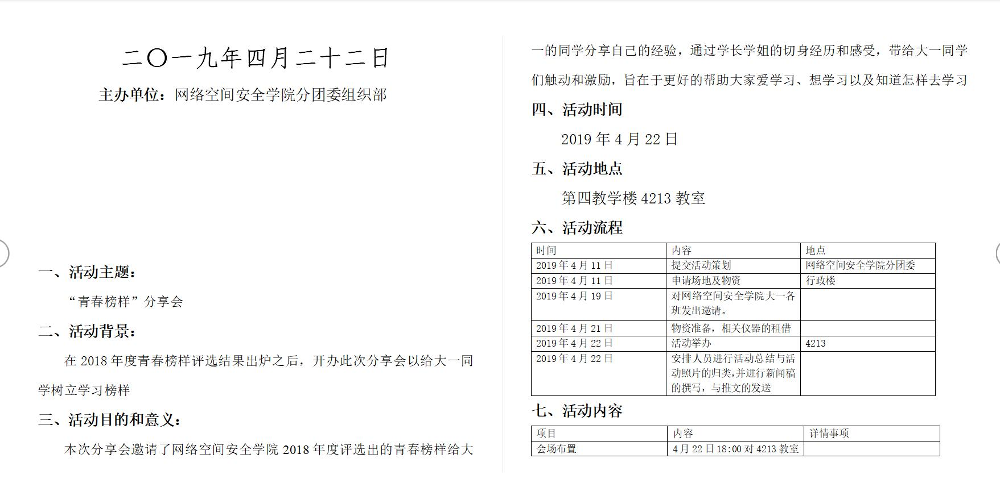 二〇一九年四月二十二日
主办单位：网络空间安全学院分团委组织部
一、活动主题：
“青春榜样”分享会
二、活动背景：
在 2018 年度青春榜样评选结果出炉之后，开办此次分享会以给大一同
学树立学习榜样
三、活动目的和意义：
本次分享会邀请了网络空间安全学院 2018 年度评选出的青春榜样给大
一的同学分享自己的经验，通过学长学姐的切身经历和感受，带给大一同学
们触动和激励，旨在于更好的帮助大家爱学习、想学习以及知道怎样去学习
四、活动时间
2019 年 4 月 22 日
五、活动地点
第四教学楼 4213 教室
六、活动流程
时间 内容 地点
2019 年 4 月 11 日 提交活动策划 网络空间安全学院分团委
2019 年 4 月 11 日 申请场地及物资 行政楼
2019 年 4 月 19 日 对网络空间安全学院大一各
班发出邀请。
2019 年 4 月 21 日 物资准备，相关仪器的租借
2019 年 4 月 22 日 活动举办 4213
2019 年 4 月 22 日 安排人员进行活动总结与活
动照片的归类,并进行新闻稿
的撰写，与推文的发送
七、活动内容
项目 内容 详情事项
会场布置 4 月 22 日 18:00 对 4213 教室